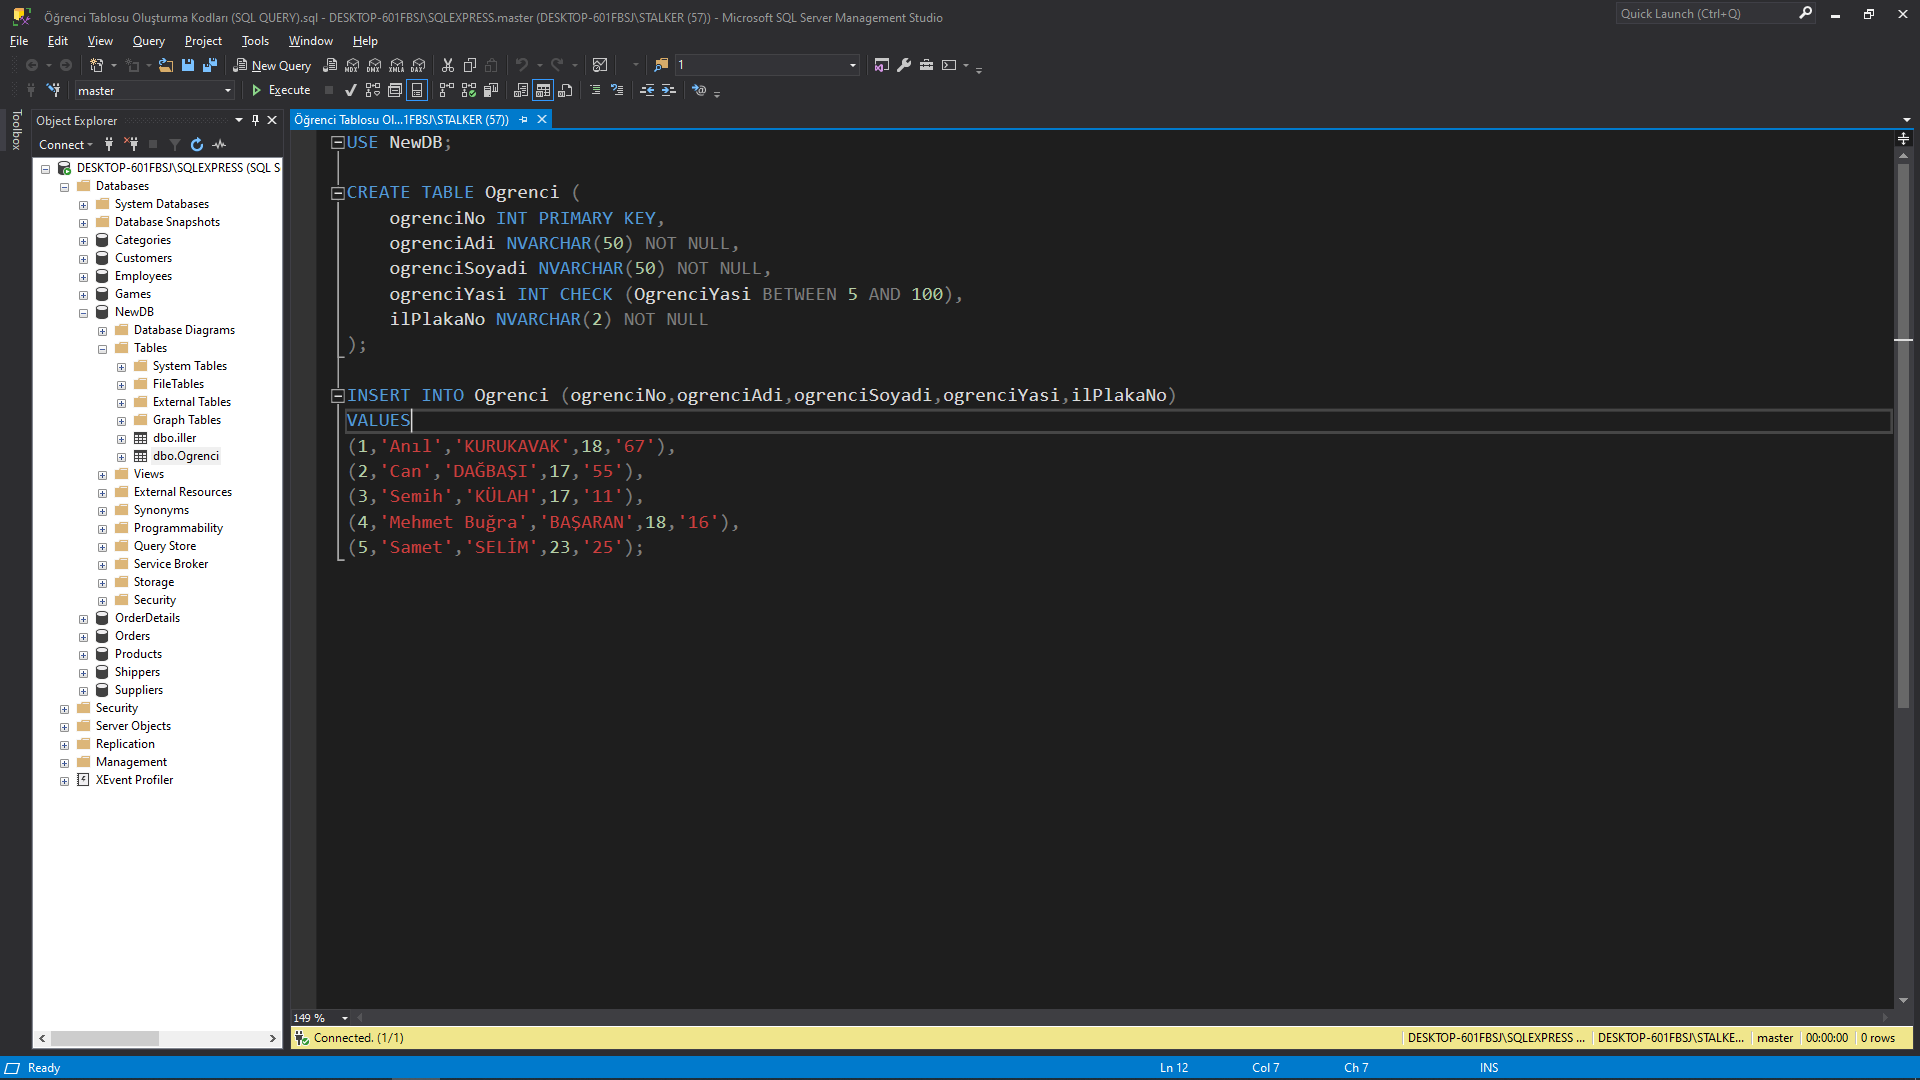 Öğrenci Tablosu Oluşturma Kodları (SQL QUERY).sql - DESKTOP-601FBSJ\SQLEXPRESS.master (DESKTOP-601FBSJ\STALKER (57)) - Microsoft SQL Server Management Studio
Quick Launch (Ctrl+Q)
File Edit View Query Project Tools Window Help
New Query MDX DMX XMLA DAX 1
master Execute
Toolbox
Object Explorer
Connect
DESKTOP-601FBSJ\SQLEXPRESS (SQL S
Databases
System Databases
Database Snapshots
Categories
Customers
Employees
Games
NewDB
Database Diagrams
Tables
System Tables
FileTables
External Tables
Graph Tables
dbo.iller
dbo.Ogrenci
Views
External Resources
Synonyms
Programmability
Query Store
Service Broker
Storage
Security
OrderDetails
Orders
Products
Shippers
Suppliers
Security
Server Objects
Replication
Management
XEvent Profiler
Öğrenci Tablosu Ol...1FBSJ\STALKER (57))
USE NewDB;
CREATE TABLE Ogrenci (
ogrenciNo INT PRIMARY KEY,
ogrenciAdi NVARCHAR(50) NOT NULL,
ogrenciSoyadi NVARCHAR(50) NOT NULL,
ogrenciYasi INT CHECK (OgrenciYasi BETWEEN 5 AND 100),
ilPlakaNo NVARCHAR(2) NOT NULL
);
INSERT INTO Ogrenci (ogrenciNo,ogrenciAdi,ogrenciSoyadi,ogrenciYasi,ilPlakaNo)
VALUES
(1,'Anıl','KURUKAVAK',18,'67'),
(2,'Can','DAĞBAŞI',17,'55'),
(3,'Semih','KÜLAH',17,'11'),
(4,'Mehmet Buğra','BAŞARAN',18,'16'),
(5,'Samet','SELİM',23,'25');
149 %
Connected. (1/1)
DESKTOP-601FBSJ\SQLEXPRESS ... DESKTOP-601FBSJ\STALKE... master 00:00:00 0 rows
Ready Ln 12 Col 7 Ch 7 INS